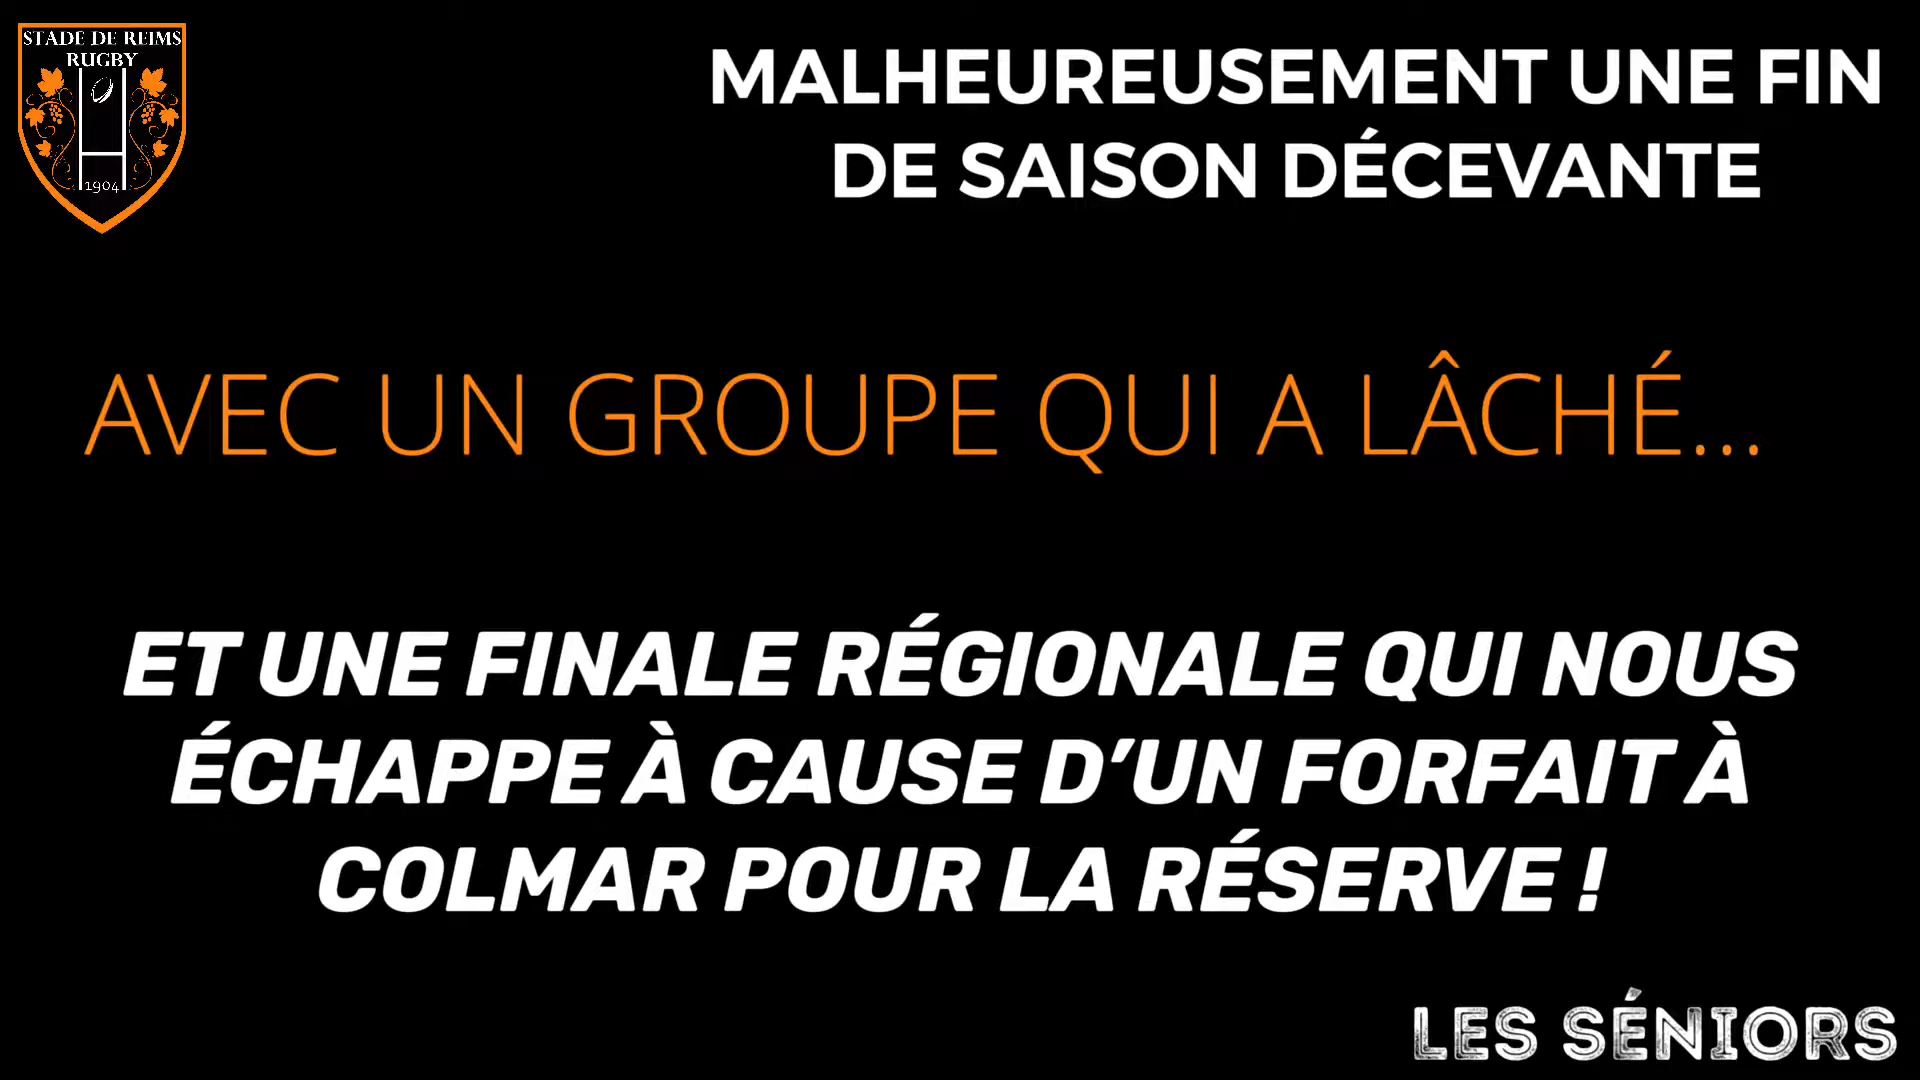 STADE DE REIMS
RUGBY
1904
MALHEUREUSEMENT UNE FIN
DE SAISON DÉCEVANTE
AVEC UN GROUPE QUI A LÂCHÉ...
ET UNE FINALE RÉGIONALE QUI NOUS
ÉCHAPPE À CAUSE D’UN FORFAIT À
COLMAR POUR LA RÉSERVE !
LES SÉNIORS